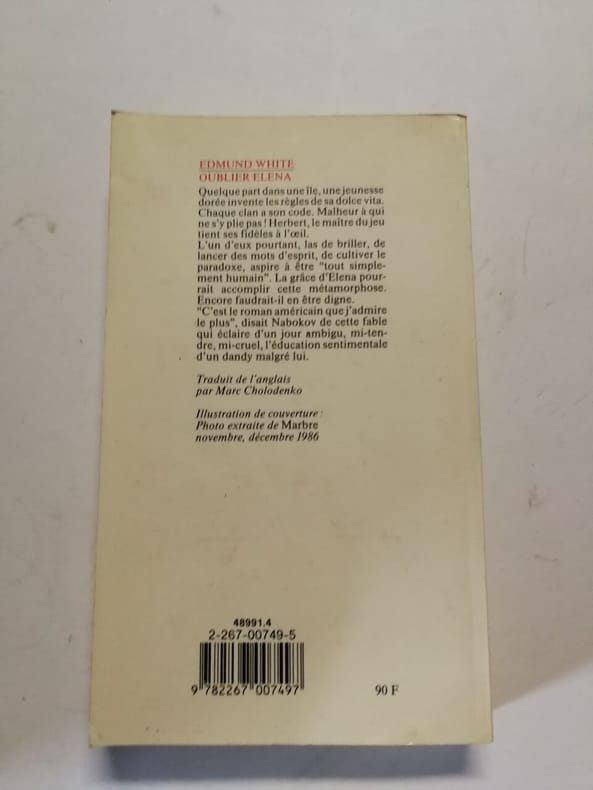 EDMUND WHITE
OUBLIER ELENA
Quelque part dans une île, une jeunesse
dorée invente les règles de sa dolce vita.
Chaque clan a son code. Malheur à qui
ne s'y plie pas ! Herbert, le maître du jeu
tient ses fidèles à l'œil.
L'un d'eux pourtant, las de briller, de
lancer des mots d'esprit, de cultiver le
paradoxe, aspire à être "tout simple-
ment humain". La grâce d'Elena pour-
rait accomplir cette métamorphose.
Encore faudrait-il en être digne.
"C'est le roman américain que j'admire
le plus", disait Nabokov de cette fable
qui éclaire d'un jour ambigu, mi-ten-
dre, mi-cruel, l'éducation sentimentale
d'un dandy malgré lui.
Traduit de l'anglais
par Marc Cholodenko
Illustration de couverture :
Photo extraite de Marbre
novembre, décembre 1986
48991.4
2-267-00749-5
9 782267 007497
90 F